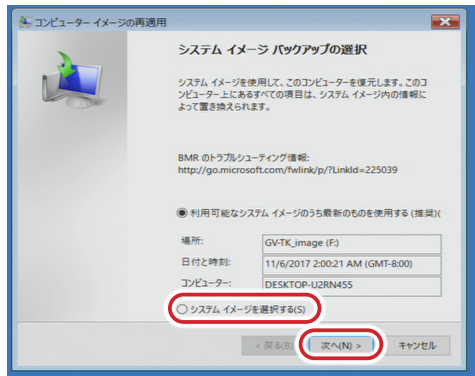 コンピューター イメージの再適用
システム イメージ バックアップの選択
システム イメージを使用して、このコンピューターを復元します。このコ
ンピューター上にあるすべての項目は、システム イメージ内の情報に
よって置き換えられます。
BMR のトラブルシューティング情報:
http://go.microsoft.com/fwlink/p/?LinkId=225039
利用可能なシステム イメージのうち最新のものを使用する (推奨)(
場所: GV-TK_image (F:)
日付と時刻: 11/6/2017 2:00:21 AM (GMT-8:00)
コンピューター: DESKTOP-U2RN455
システム イメージを選択する(S)
< 戻る(B) 次へ(N) > キャンセル